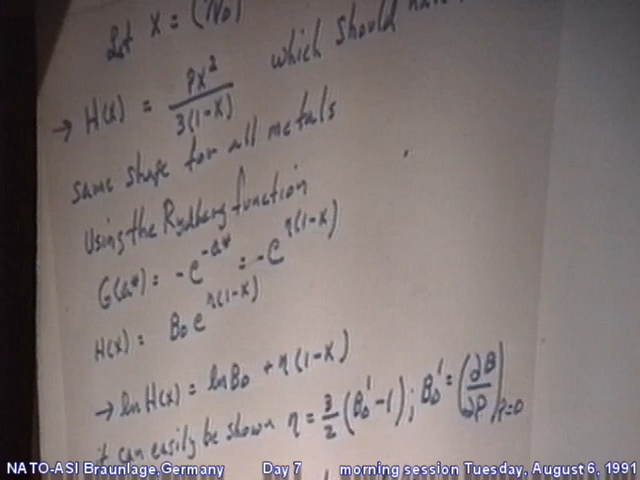 Let X = (
→ H(x) = PX² / 3(1-X) which should have
same shape for all metals
Using the Rydberg function
G(a*) = -e^-a* = -e^η(1-X)
H(x) = B₀e^η(1-X)
→ ln H(x) = ln B₀ + η(1-X)
it can easily be shown η = 3/2 (B₀' - 1); B₀' = (∂B/∂P)P=0
NATO-ASI Braunlage,Germany Day 7 morning session Tuesday, August 6, 1991